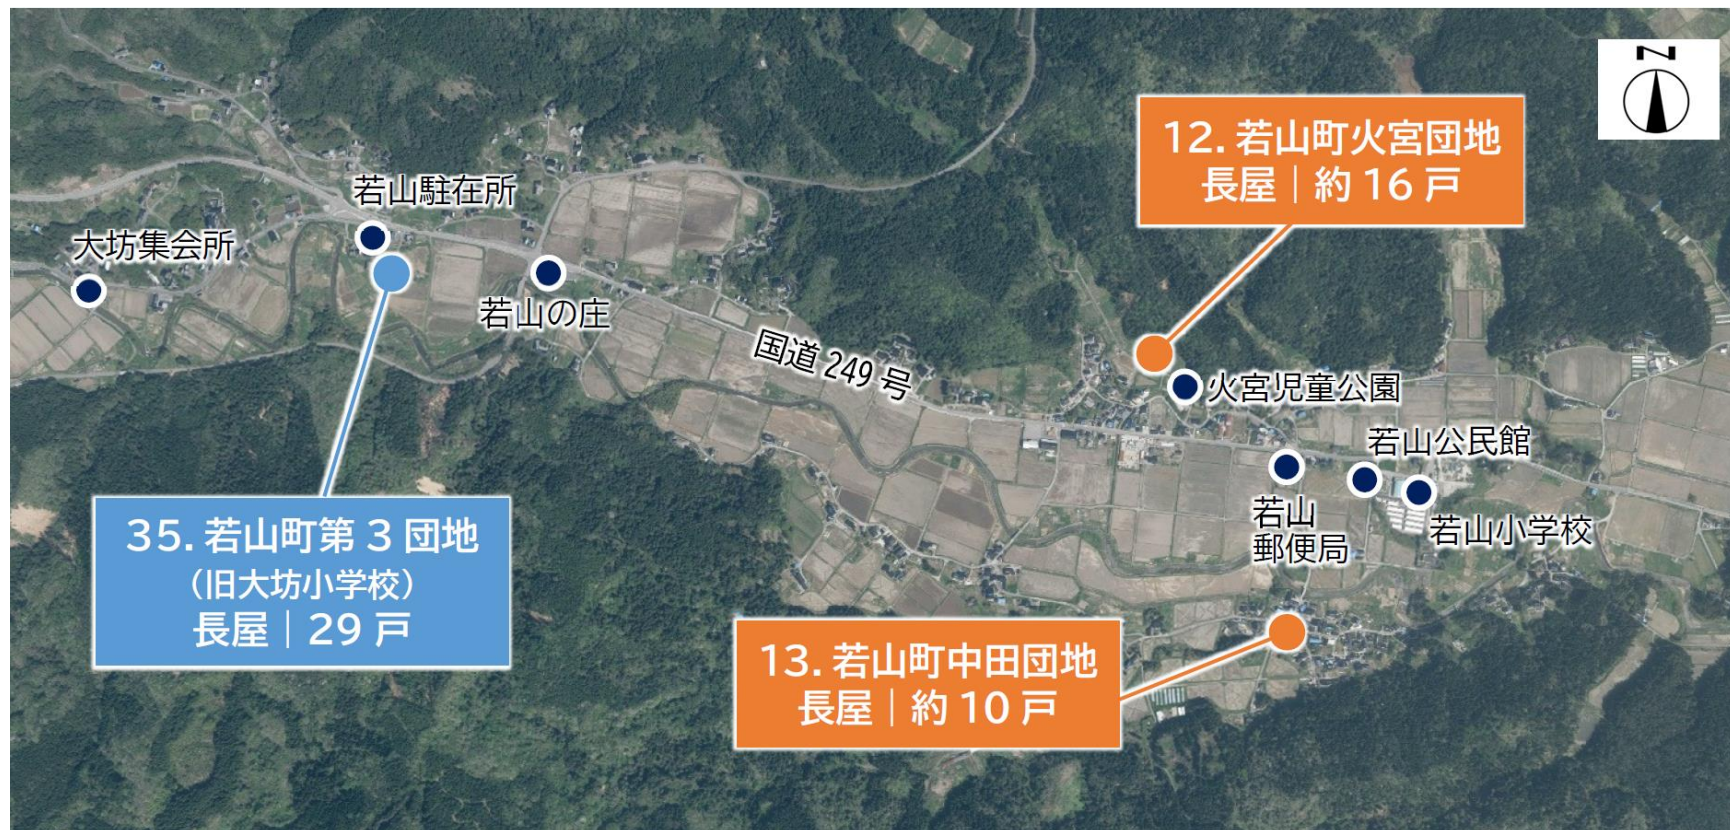 N
12. 若山町火宮団地
長屋｜約 16 戸
若山駐在所
大坊集会所
若山の庄
国道 249 号
火宮児童公園
若山公民館
若山
郵便局
若山小学校
35. 若山町第 3 団地
（旧大坊小学校）
長屋｜29 戸
13. 若山町中田団地
長屋｜約 10 戸